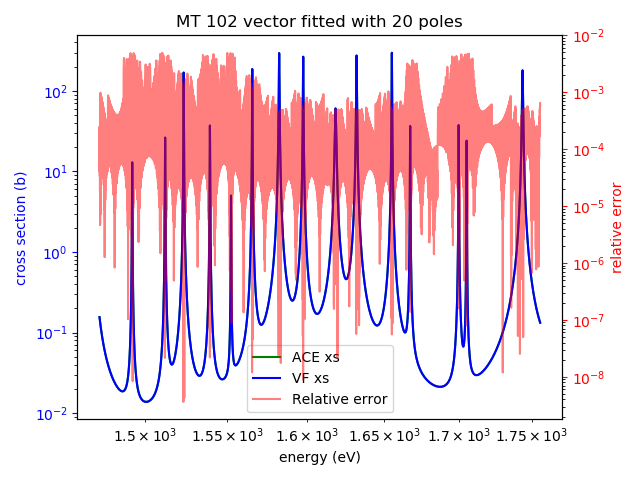 MT 102 vector fitted with 20 poles
cross section (b)
10²
10¹
10⁰
10⁻¹
10⁻²
10⁻²
10⁻³
10⁻⁴
10⁻⁵
10⁻⁶
10⁻⁷
10⁻⁸
relative error
ACE xs
VF xs
Relative error
1.5 × 10³ 1.55 × 10³ 1.6 × 10³ 1.65 × 10³ 1.7 × 10³ 1.75 × 10³
energy (eV)